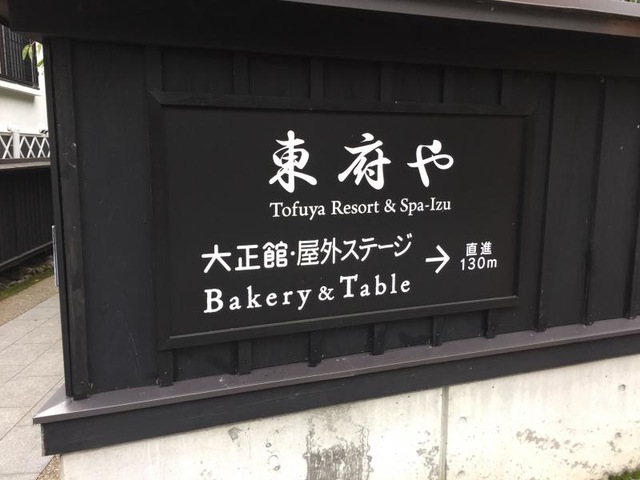 東府や
Tofuya Resort & Spa-Izu
大正館・屋外ステージ
Bakery & Table
→ 直進
130m